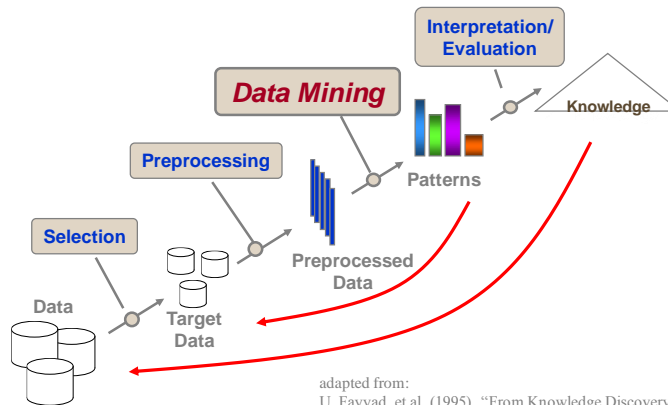 Interpretation/
Evaluation
Data Mining
Knowledge
Preprocessing
Patterns
Selection
Preprocessed
Data
Data
Target
Data
adapted from:
U. Fayyad, et al. (1995), "From Knowledge Discovery